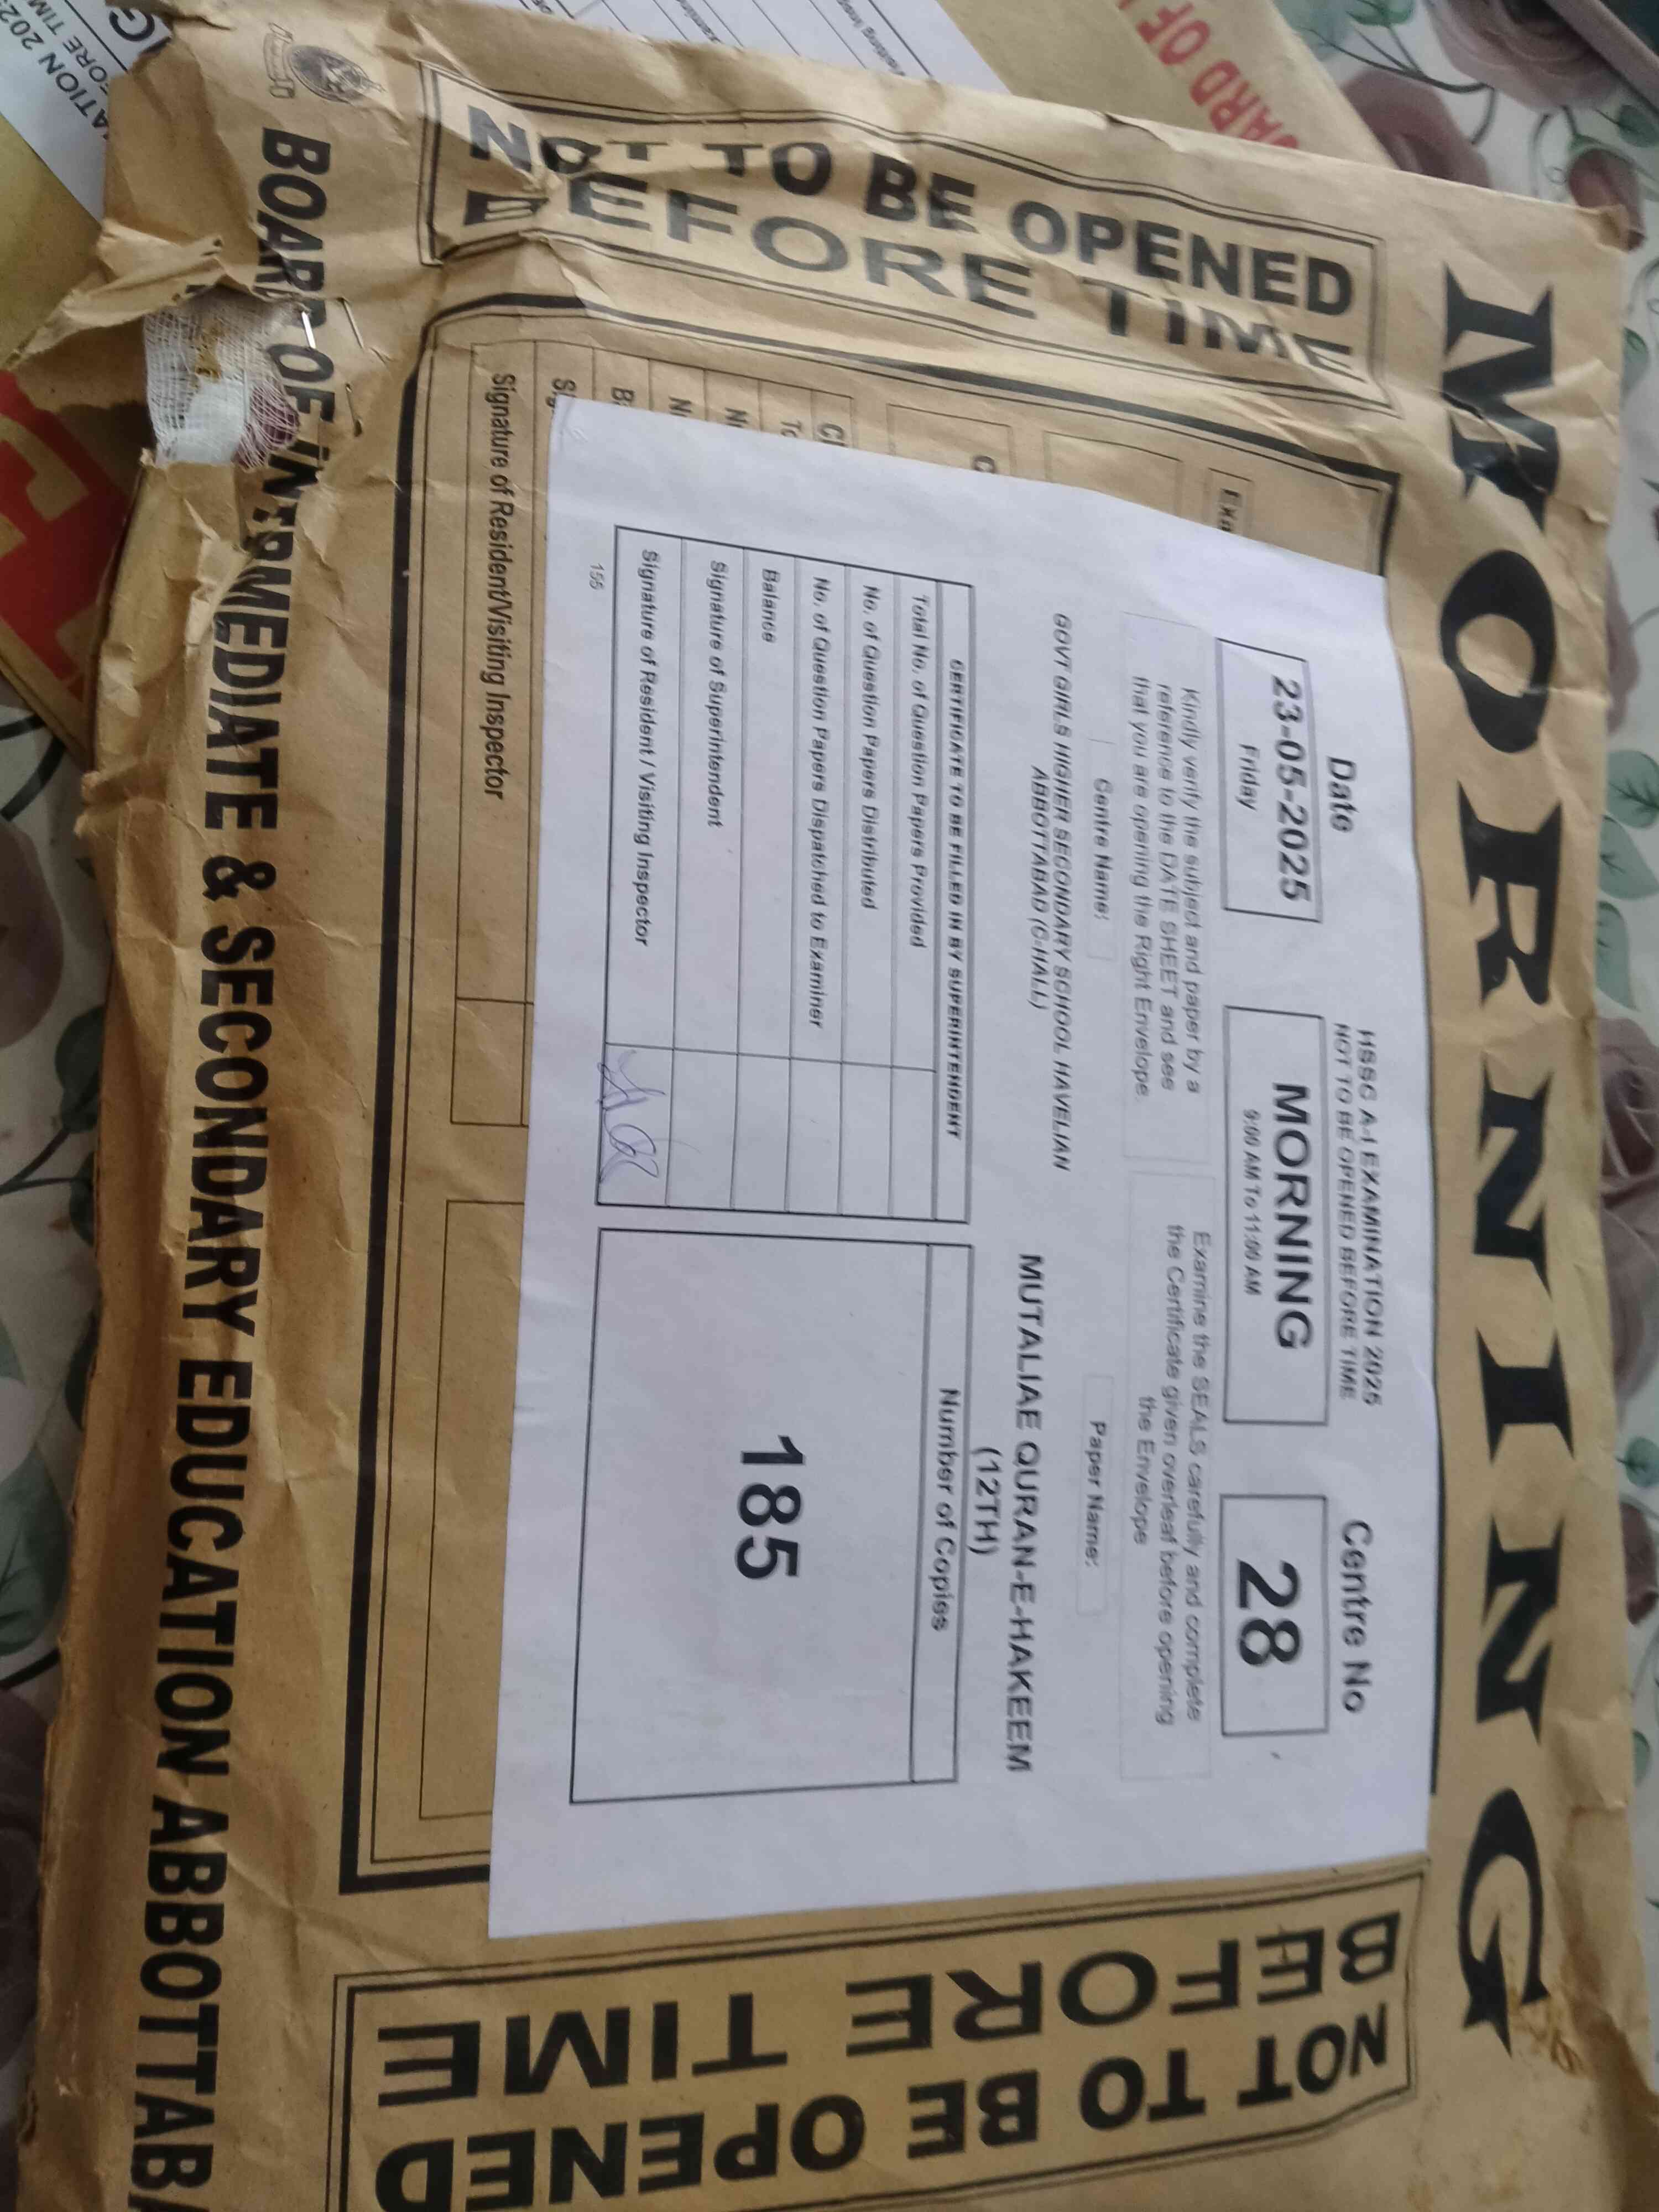 MORNING
NOT TO BE OPENED
BEFORE TIME
Date
23-05-2025
Friday
HSSC A-I EXAMINATION 2025
NOT TO BE OPENED BEFORE TIME
MORNING
9:00 AM To 11:00 AM
Centre No
28
Kindly verify the subject and paper by a
reference to the DATE SHEET and see
that you are opening the Right Envelope
Examine the SEALS carefully and complete
the Certificate given overleaf before opening
the Envelope
Centre Name:
GOVT GIRLS HIGHER SECONDARY SCHOOL HAVELIAN
ABBOTTABAD (C-HALL)
Paper Name:
MUTALIAE QURAN-E-HAKEEM
(12TH)
CERTIFICATE TO BE FILLED IN BY SUPERINTENDENT
Total No. of Question Papers Provided
No. of Question Papers Distributed
No. of Question Papers Dispatched to Examiner
Balance
Signature of Superintendent
Signature of Resident / Visiting Inspector
155
Number of Copies
185
Signature of Resident/Visiting Inspector
NOT TO BE OPENED
BEFORE TIME
BOARD OF INTERMEDIATE & SECONDARY EDUCATION ABBOTTABA